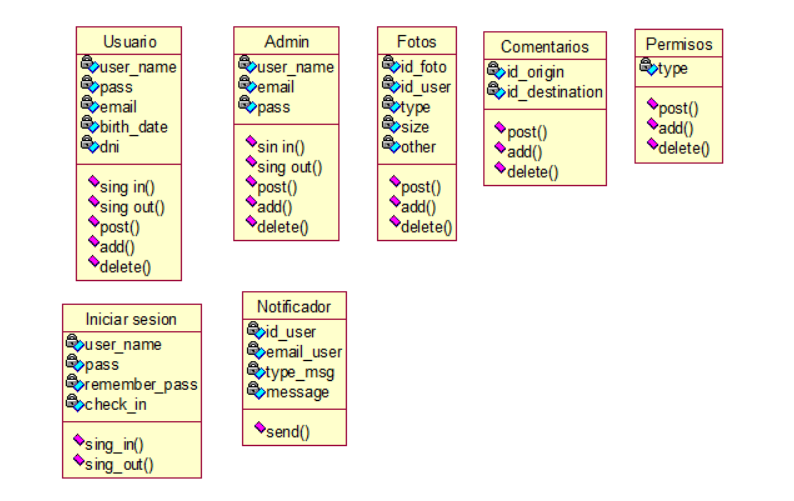 Usuario
user_name
pass
email
birth_date
dni
sing in()
sing out()
post()
add()
delete()
Admin
user_name
email
pass
sin in()
sing out()
post()
add()
delete()
Fotos
id_foto
id_user
type
size
other
post()
add()
delete()
Comentarios
id_origin
id_destination
post()
add()
delete()
Permisos
type
post()
add()
delete()
Iniciar sesion
user_name
pass
remember_pass
check_in
sing_in()
sing_out()
Notificador
id_user
email_user
type_msg
message
send()